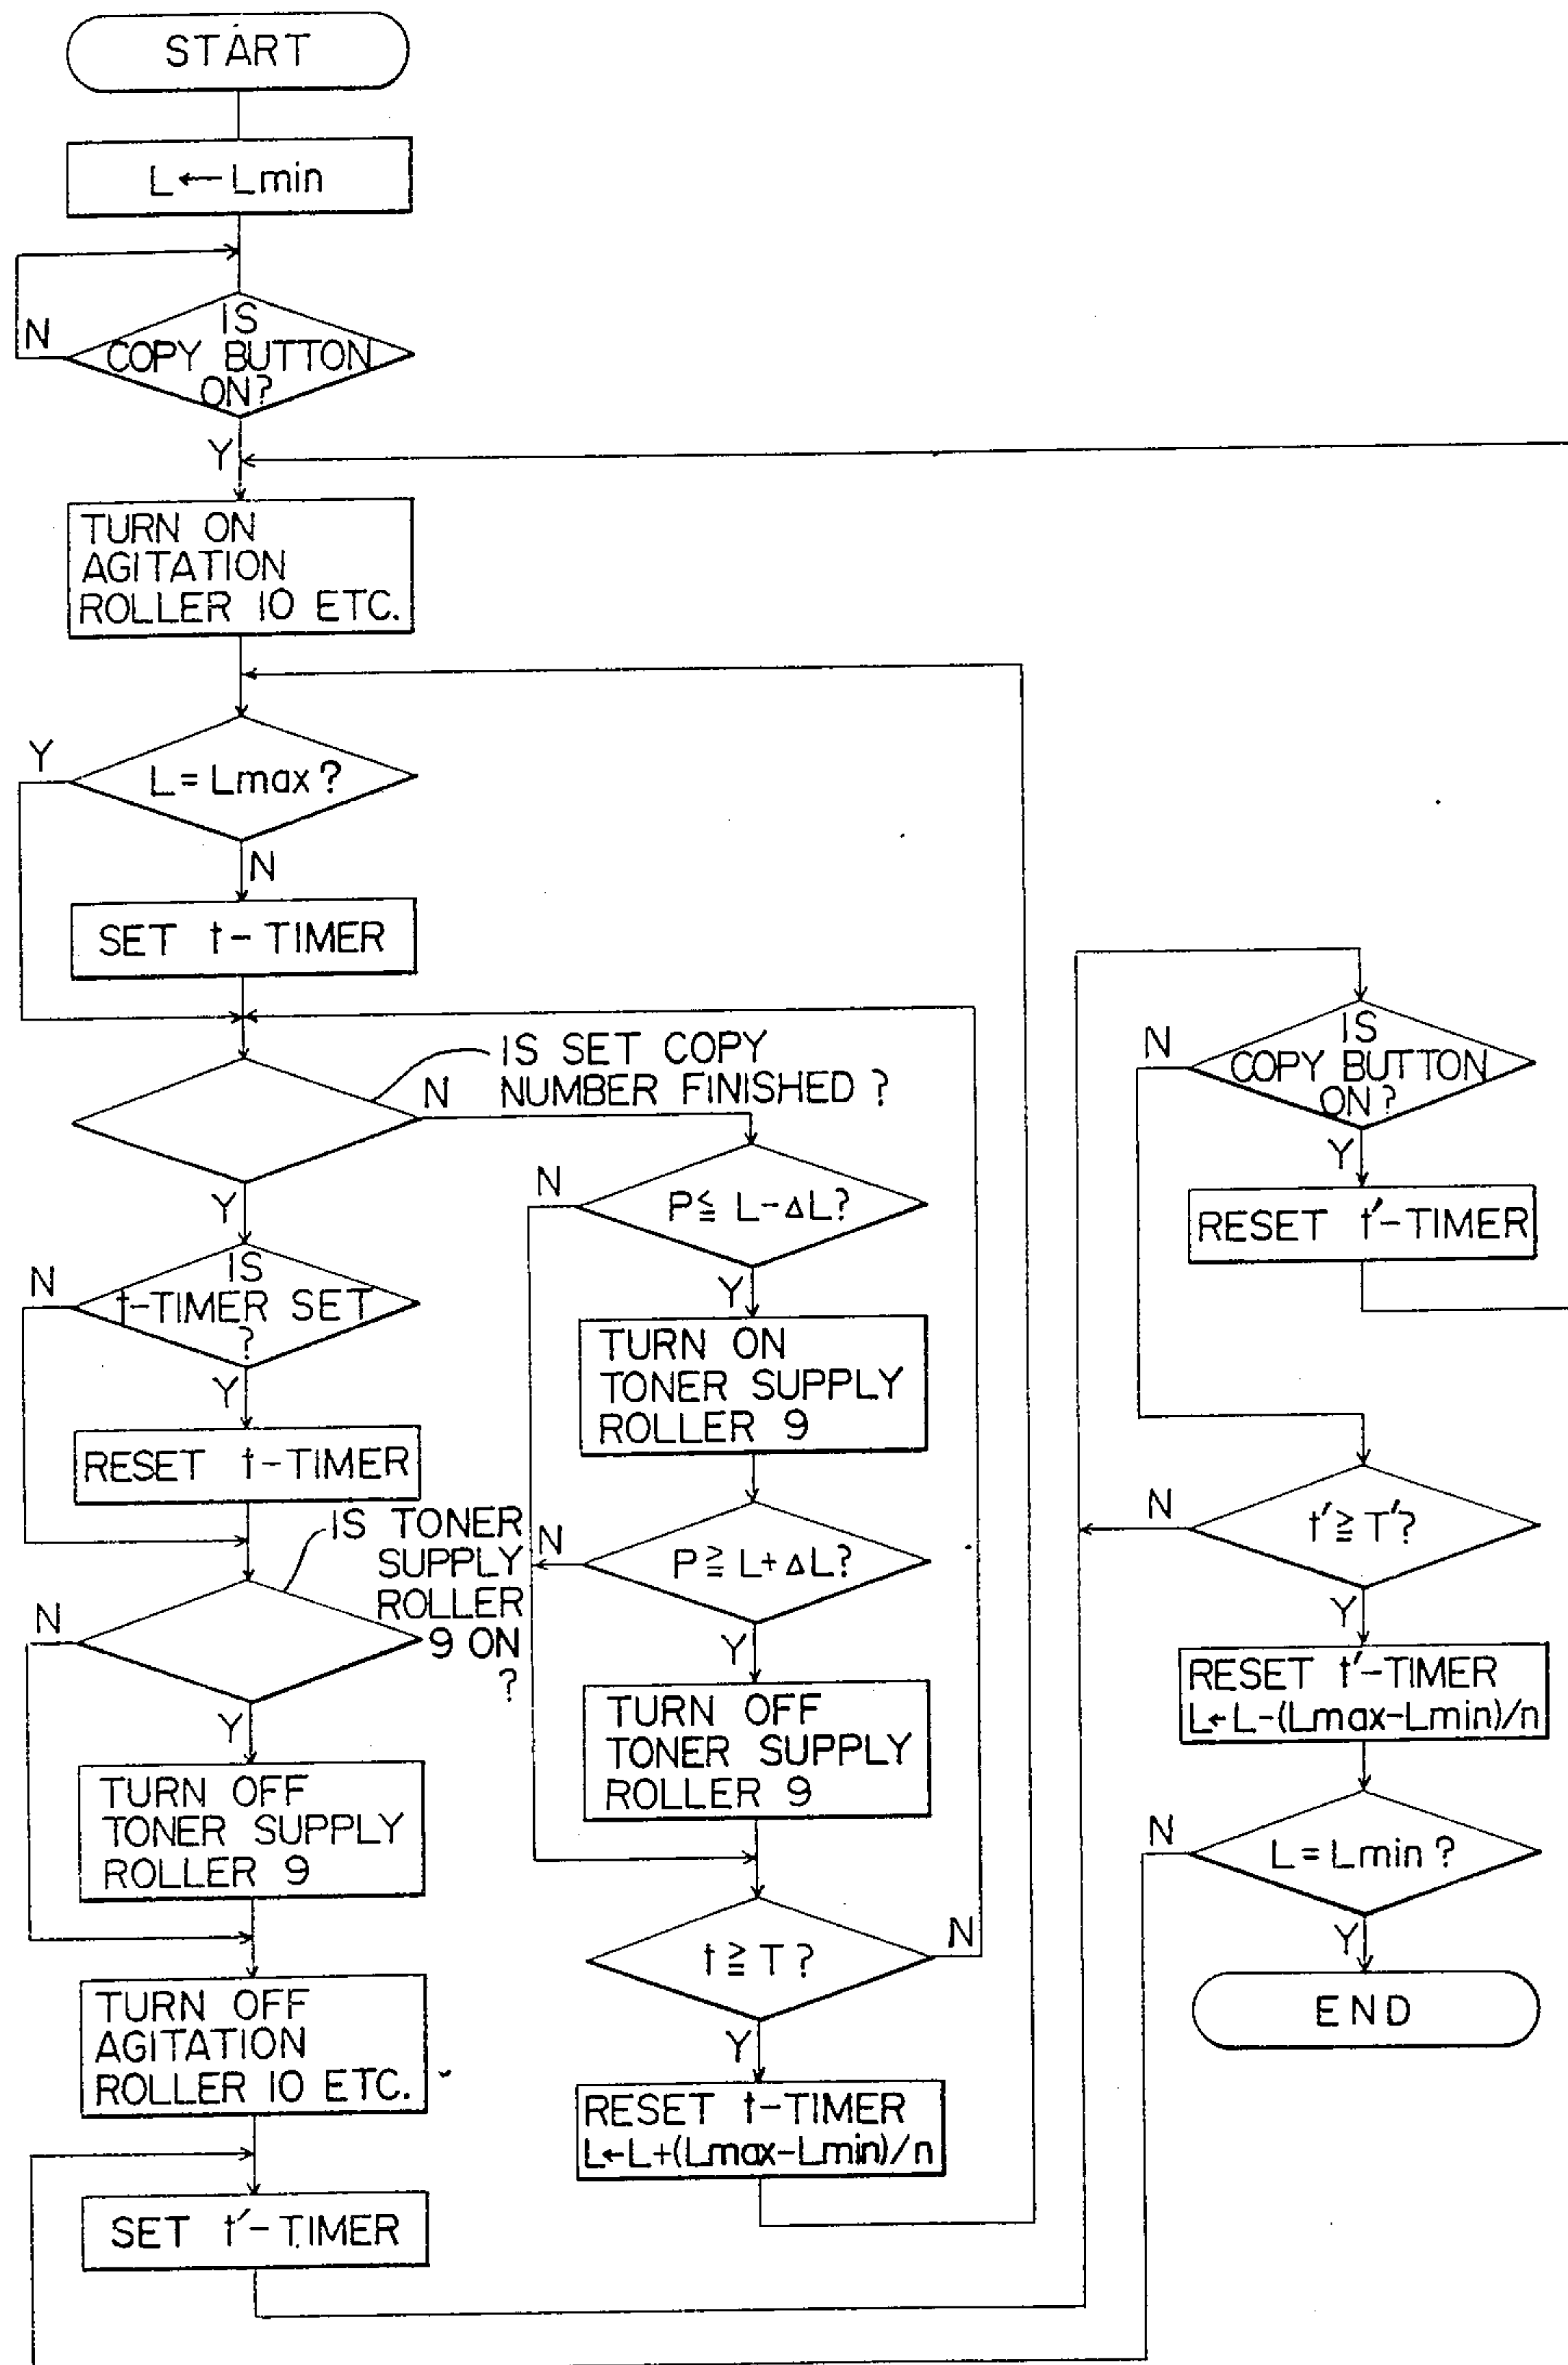 START
L←Lmin
IS
COPY BUTTON
ON?
N
Y
TURN ON
AGITATION
ROLLER 10 ETC.
L=Lmax?
Y
N
SET t-TIMER
IS SET COPY
NUMBER FINISHED ?
N
Y
IS
t-TIMER SET
?
N
Y
RESET t-TIMER
IS TONER
SUPPLY
ROLLER
9 ON
?
N
Y
TURN OFF
TONER SUPPLY
ROLLER 9
TURN OFF
AGITATION
ROLLER 10 ETC.
SET t'-TIMER
P≦ L-ΔL?
N
Y
TURN ON
TONER SUPPLY
ROLLER 9
P≧L+ΔL?
N
Y
TURN OFF
TONER SUPPLY
ROLLER 9
t≧T?
N
Y
RESET t-TIMER
L←L+(Lmax-Lmin)/n
IS
COPY BUTTON
ON?
N
Y
RESET t'-TIMER
t'≧T'?
N
Y
RESET t'-TIMER
L←L-(Lmax-Lmin)/n
L=Lmin?
N
Y
END